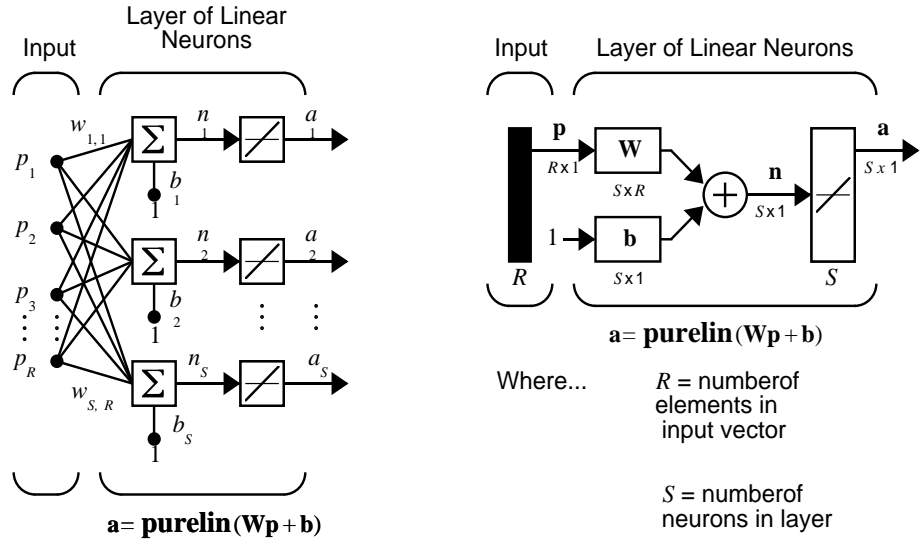 Layer of Linear
Neurons
Input
w1,1
n1
a1
p1
Σ
b1
1
p2
n2
a2
Σ
p3
b2
1
pR
nS
aS
Σ
wS, R
bS
1
a= purelin(Wp+b)
Input
Layer of Linear Neurons
p
W
a
R x 1
S x 1
S x R
n
+
S x 1
1
b
S x 1
R
S
a= purelin(Wp+b)
Where...
R = numberof
elements in
input vector
S = numberof
neurons in layer